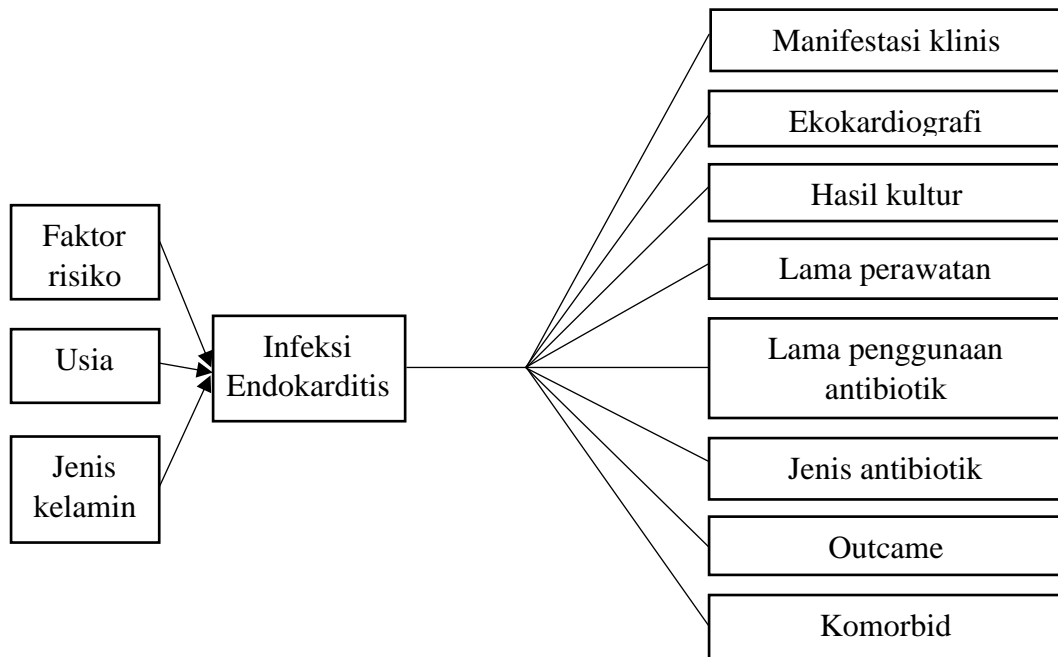 Faktor
risiko
Usia
Jenis
kelamin
Infeksi
Endokarditis
Manifestasi klinis
Ekokardiografi
Hasil kultur
Lama perawatan
Lama penggunaan
antibiotik
Jenis antibiotik
Outcame
Komorbid